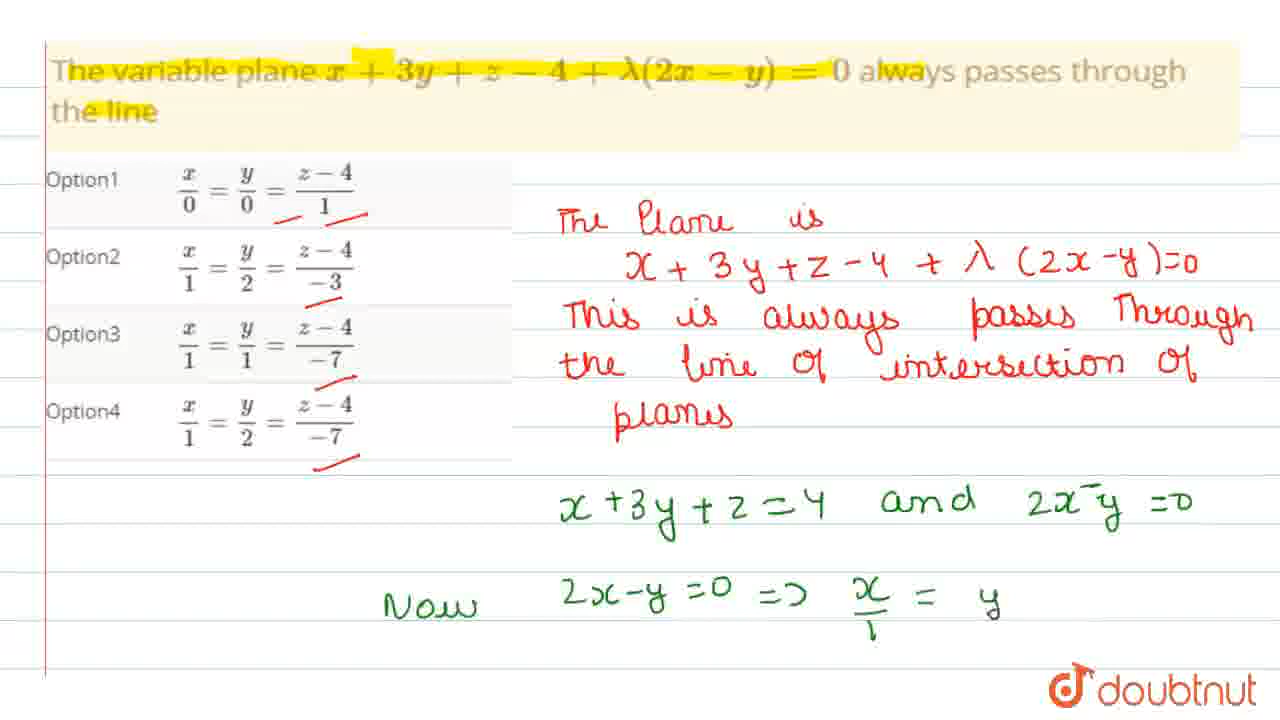 The variable plane x + 3y + z − 4 + λ(2x − y) = 0 always passes through
the line
Option1 x/0 = y/0 = (z − 4)/1
Option2 x/1 = y/2 = (z − 4)/−3
Option3 x/1 = y/1 = (z − 4)/−7
Option4 x/1 = y/2 = (z − 4)/−7
The Plane is
x + 3y + z − 4 + λ (2x − y) = 0
This is always passes Through
the line Of intersection Of
planes
x + 3y + z = 4 and 2x − y = 0
Now 2x − y = 0 => x/1 = y
doubtnut